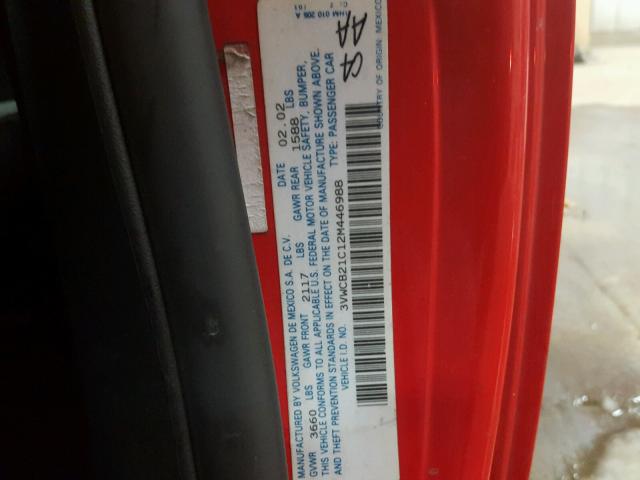 MANUFACTURED BY VOLKSWAGEN DE MEXICO S.A. DE C.V. DATE 02.02
GVWR 3660 LBS GAWR FRONT 2117 LBS GAWR REAR 1588 LBS
THIS VEHICLE CONFORMS TO ALL APPLICABLE U.S. FEDERAL MOTOR VEHICLE SAFETY, BUMPER,
AND THEFT PREVENTION STANDARDS IN EFFECT ON THE DATE OF MANUFACTURE SHOWN ABOVE.
VEHICLE I.D. NO. 3VWCB21C12M446988 TYPE: PASSENGER CAR
COUNTRY OF ORIGIN: MEXICO